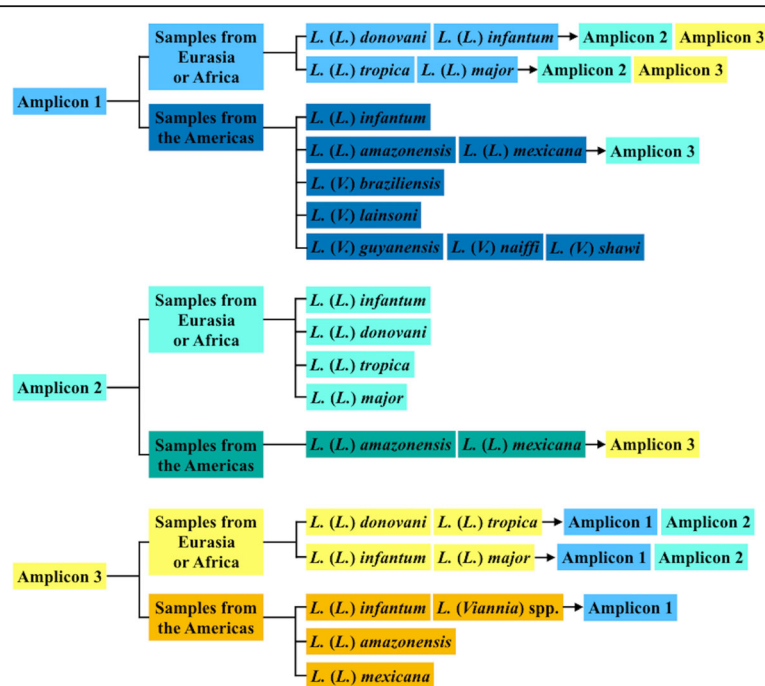 Samples from
Eurasia
or Africa
L. (L.) donovani L. (L.) infantum Amplicon 2 Amplicon 3
L. (L.) tropica L. (L.) major Amplicon 2 Amplicon 3
Amplicon 1
Samples from
the Americas
L. (L.) infantum
L. (L.) amazonensis L. (L.) mexicana Amplicon 3
L. (V.) braziliensis
L. (V.) lainsoni
L. (V.) guyanensis L. (V.) naiffi L. (V.) shawi
Samples from
Eurasia
or Africa
L. (L.) infantum
L. (L.) donovani
L. (L.) tropica
L. (L.) major
Amplicon 2
Samples from
the Americas
L. (L.) amazonensis L. (L.) mexicana Amplicon 3
Samples from
Eurasia
or Africa
L. (L.) donovani L. (L.) tropica Amplicon 1 Amplicon 2
L. (L.) infantum L. (L.) major Amplicon 1 Amplicon 2
Amplicon 3
Samples from
the Americas
L. (L.) infantum L. (Viannia) spp. Amplicon 1
L. (L.) amazonensis
L. (L.) mexicana